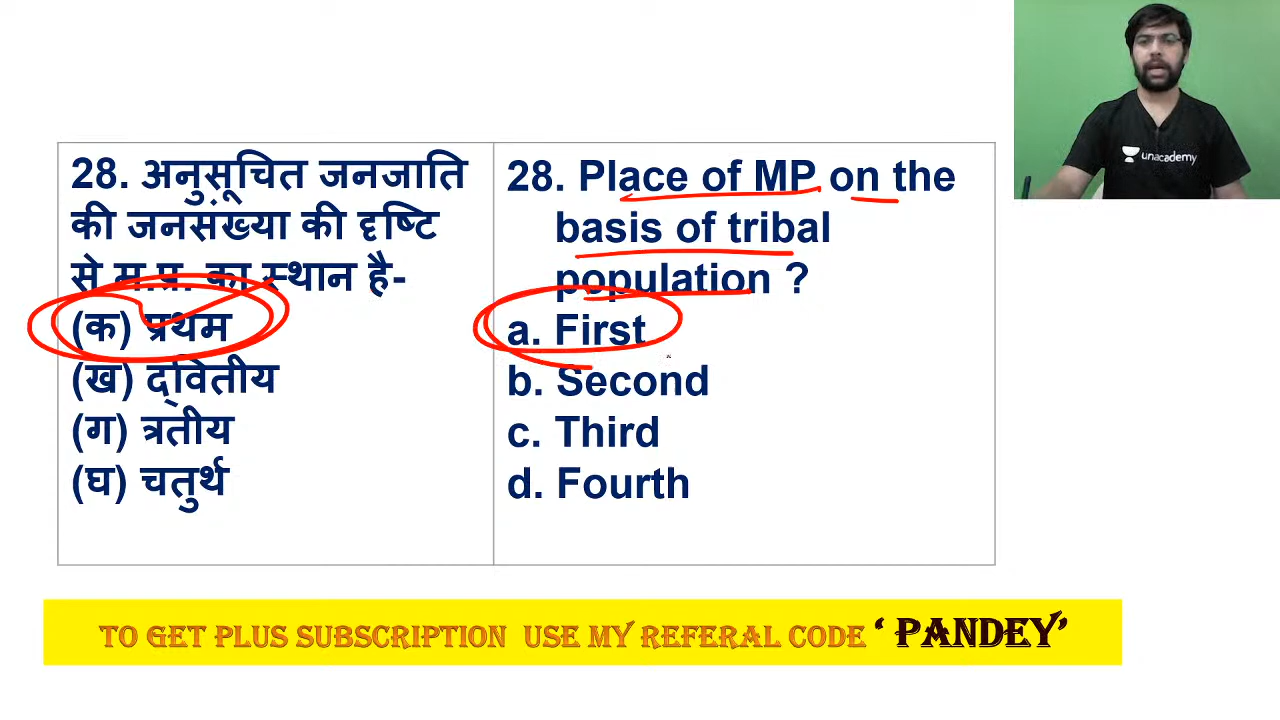 unacademy
28. अनुसूचित जनजाति
की जनसंख्या की दृष्टि
से म.प्र. का स्थान है-
(क) प्रथम
(ख) द्वितीय
(ग) त्रतीय
(घ) चतुर्थ
28. Place of MP on the
basis of tribal
population ?
a. First
b. Second
c. Third
d. Fourth
TO GET PLUS SUBSCRIPTION USE MY REFERAL CODE ‘ PANDEY’